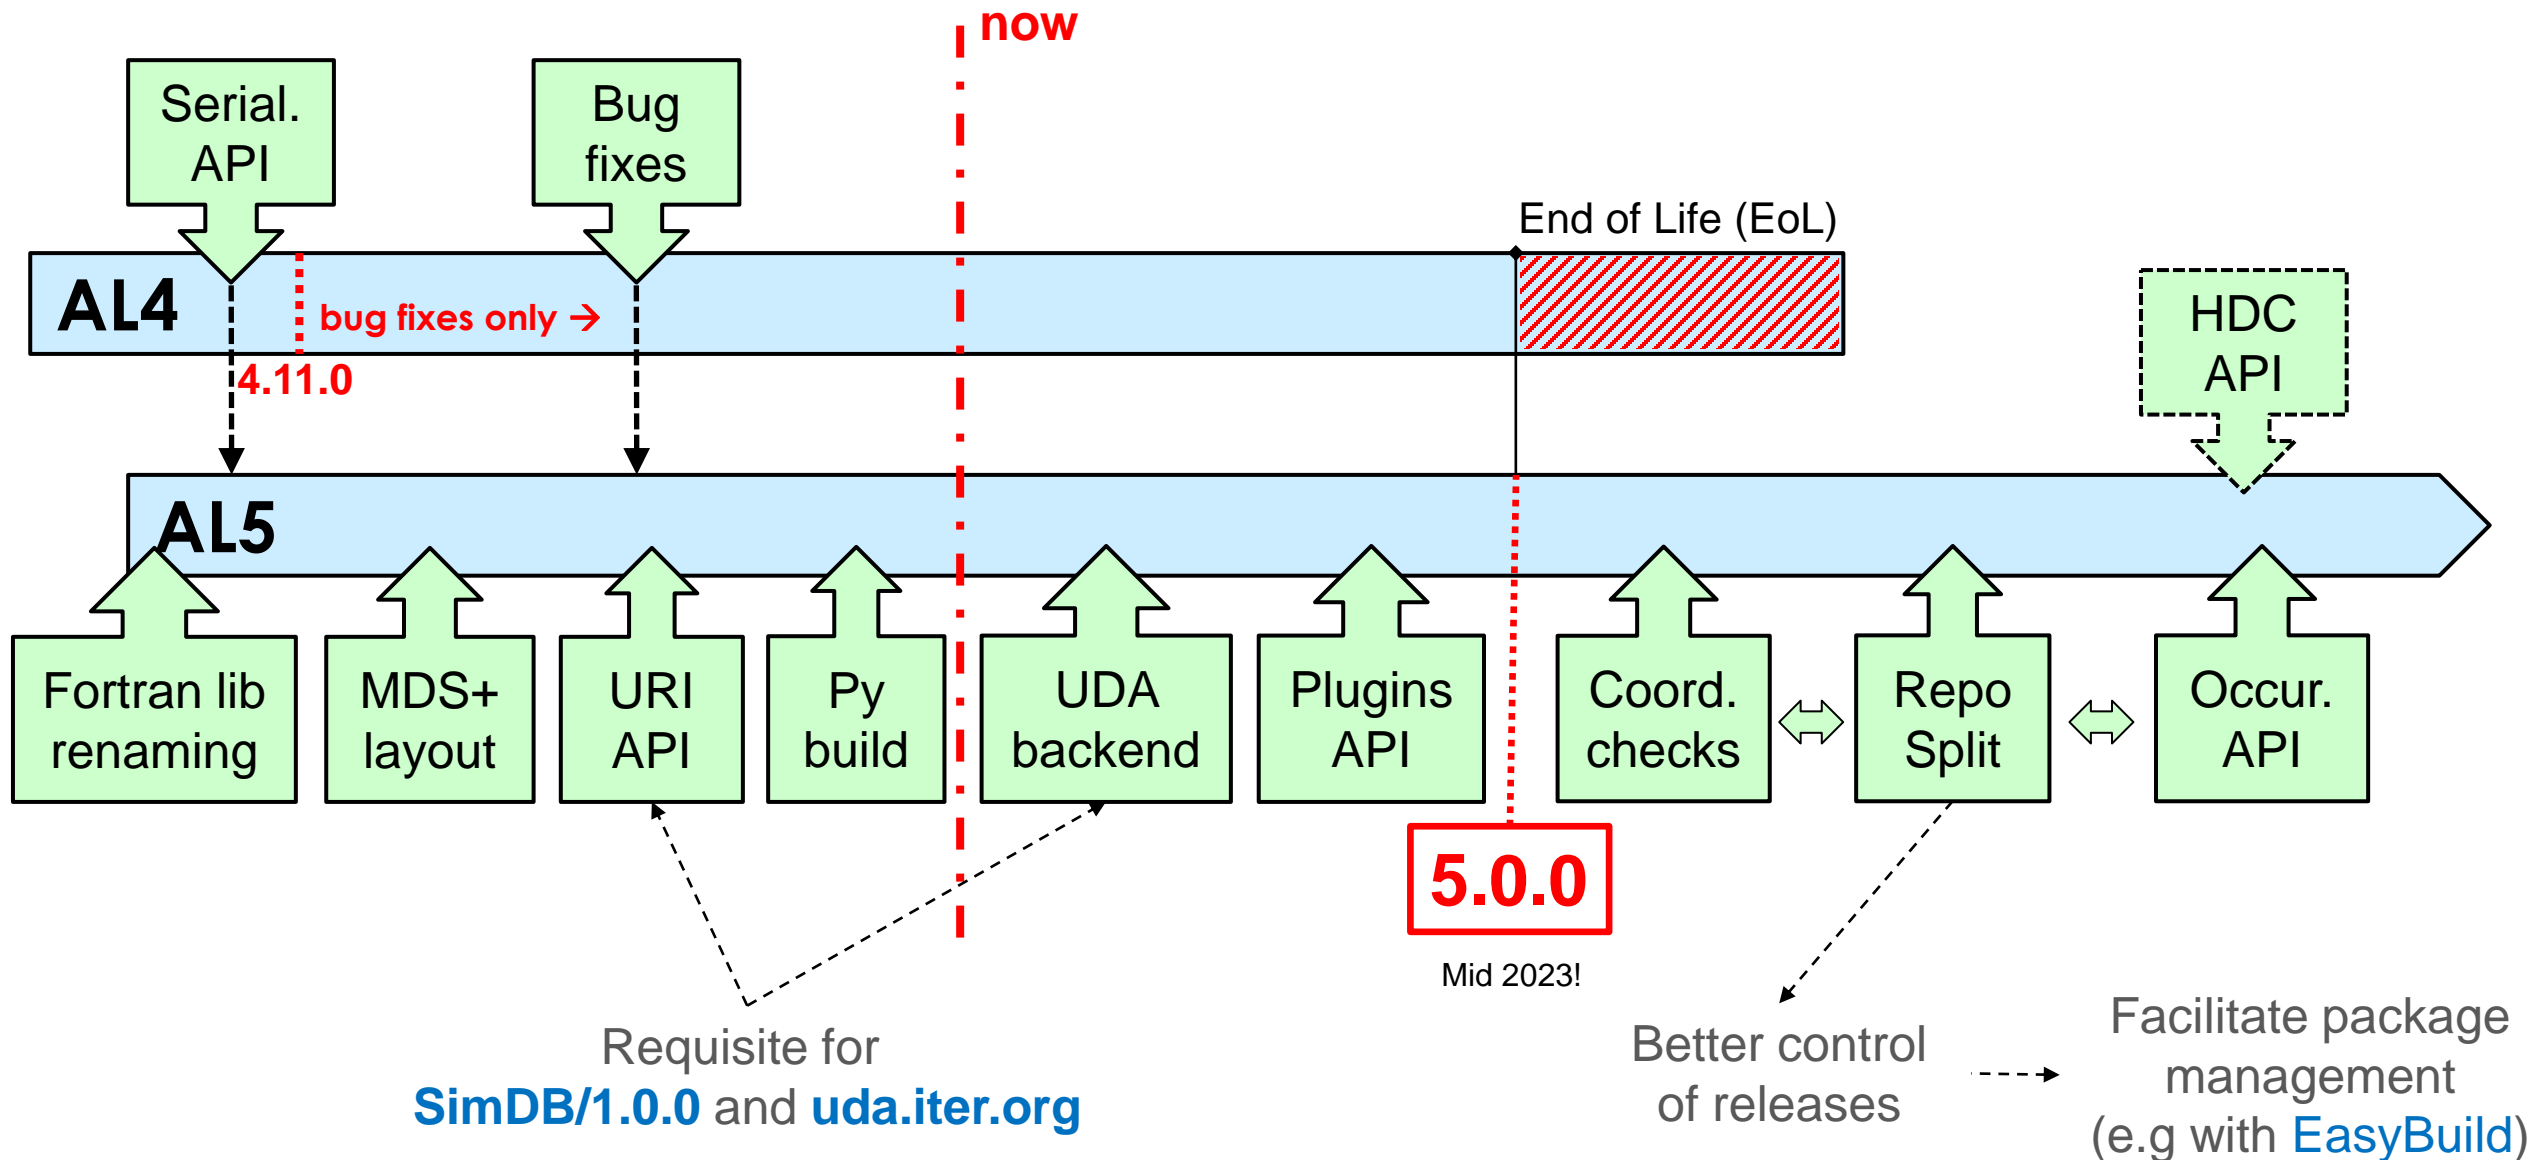 now
Serial.
API
Bug
fixes
End of Life (EoL)
AL4
bug fixes only →
4.11.0
HDC
API
AL5
Fortran lib
renaming
MDS+
layout
URI
API
Py
build
UDA
backend
Plugins
API
Coord.
checks
Repo
Split
Occur.
API
5.0.0
Mid 2023!
Requisite for
SimDB/1.0.0 and uda.iter.org
Better control
of releases
Facilitate package
management
(e.g with EasyBuild)